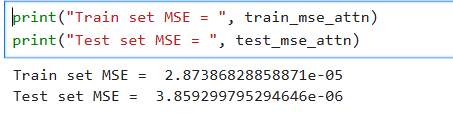 print("Train set MSE = ", train_mse_attn)
print("Test set MSE = ", test_mse_attn)
Train set MSE =  2.87386828858871e-05
Test set MSE =  3.859299795294646e-06